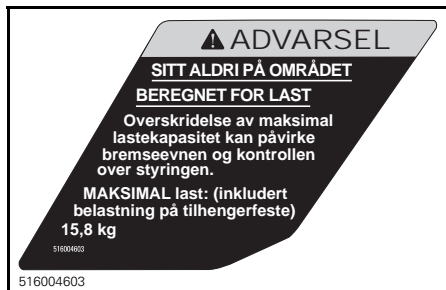 ADVARSEL
SITT ALDRI PÅ OMRÅDET
BEREGNET FOR LAST
Overskridelse av maksimal
lastekapasitet kan påvirke
bremseevnen og kontrollen
over styringen.
MAKSIMAL last: (inkludert
belastning på tilhengerfeste)
15,8 kg
516004603
516004603